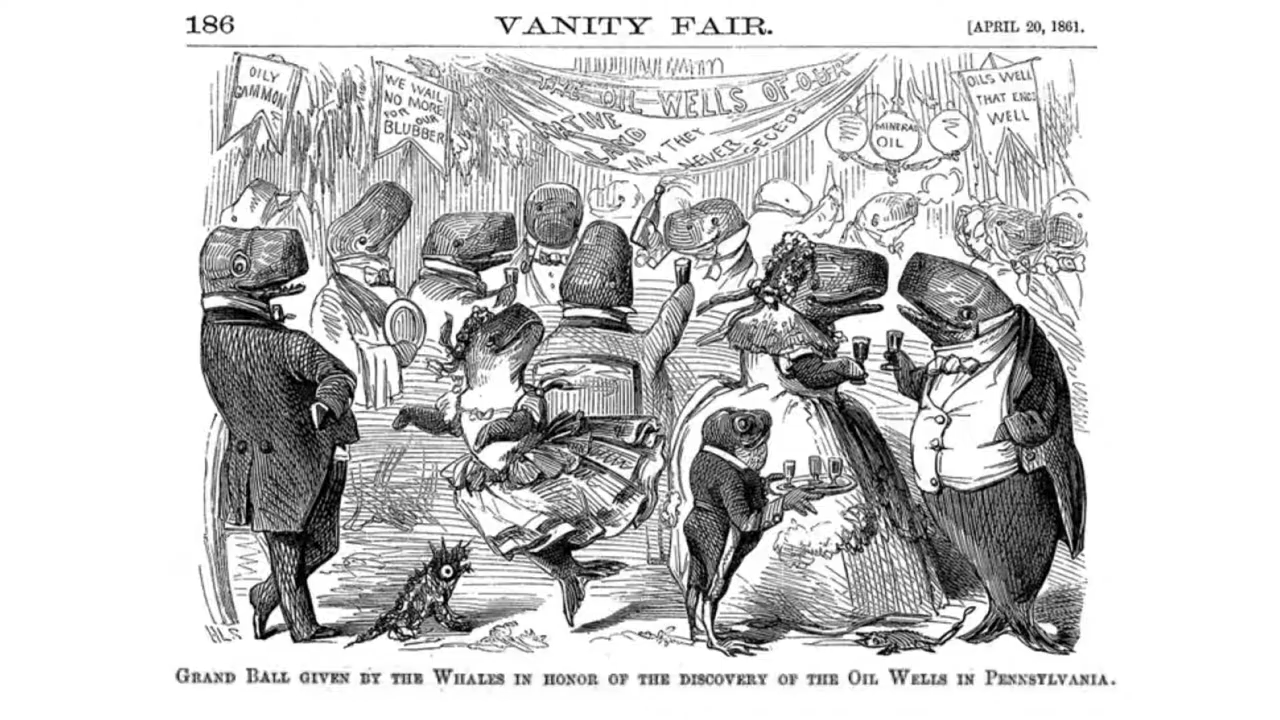 186
VANITY FAIR.
[APRIL 20, 1861.
OILY
GAMMON
WE WAIL
NO MORE
FOR OUR
BLUBBER
THE OIL WELLS OF OUR
NATIVE
LAND
MAY THEY
NEVER
SECEDE
MINERAL
OIL
OILS WELL
THAT ENDS
WELL
HLS
GRAND BALL GIVEN BY THE WHALES IN HONOR OF THE DISCOVERY OF THE OIL WELLS IN PENNSYLVANIA.